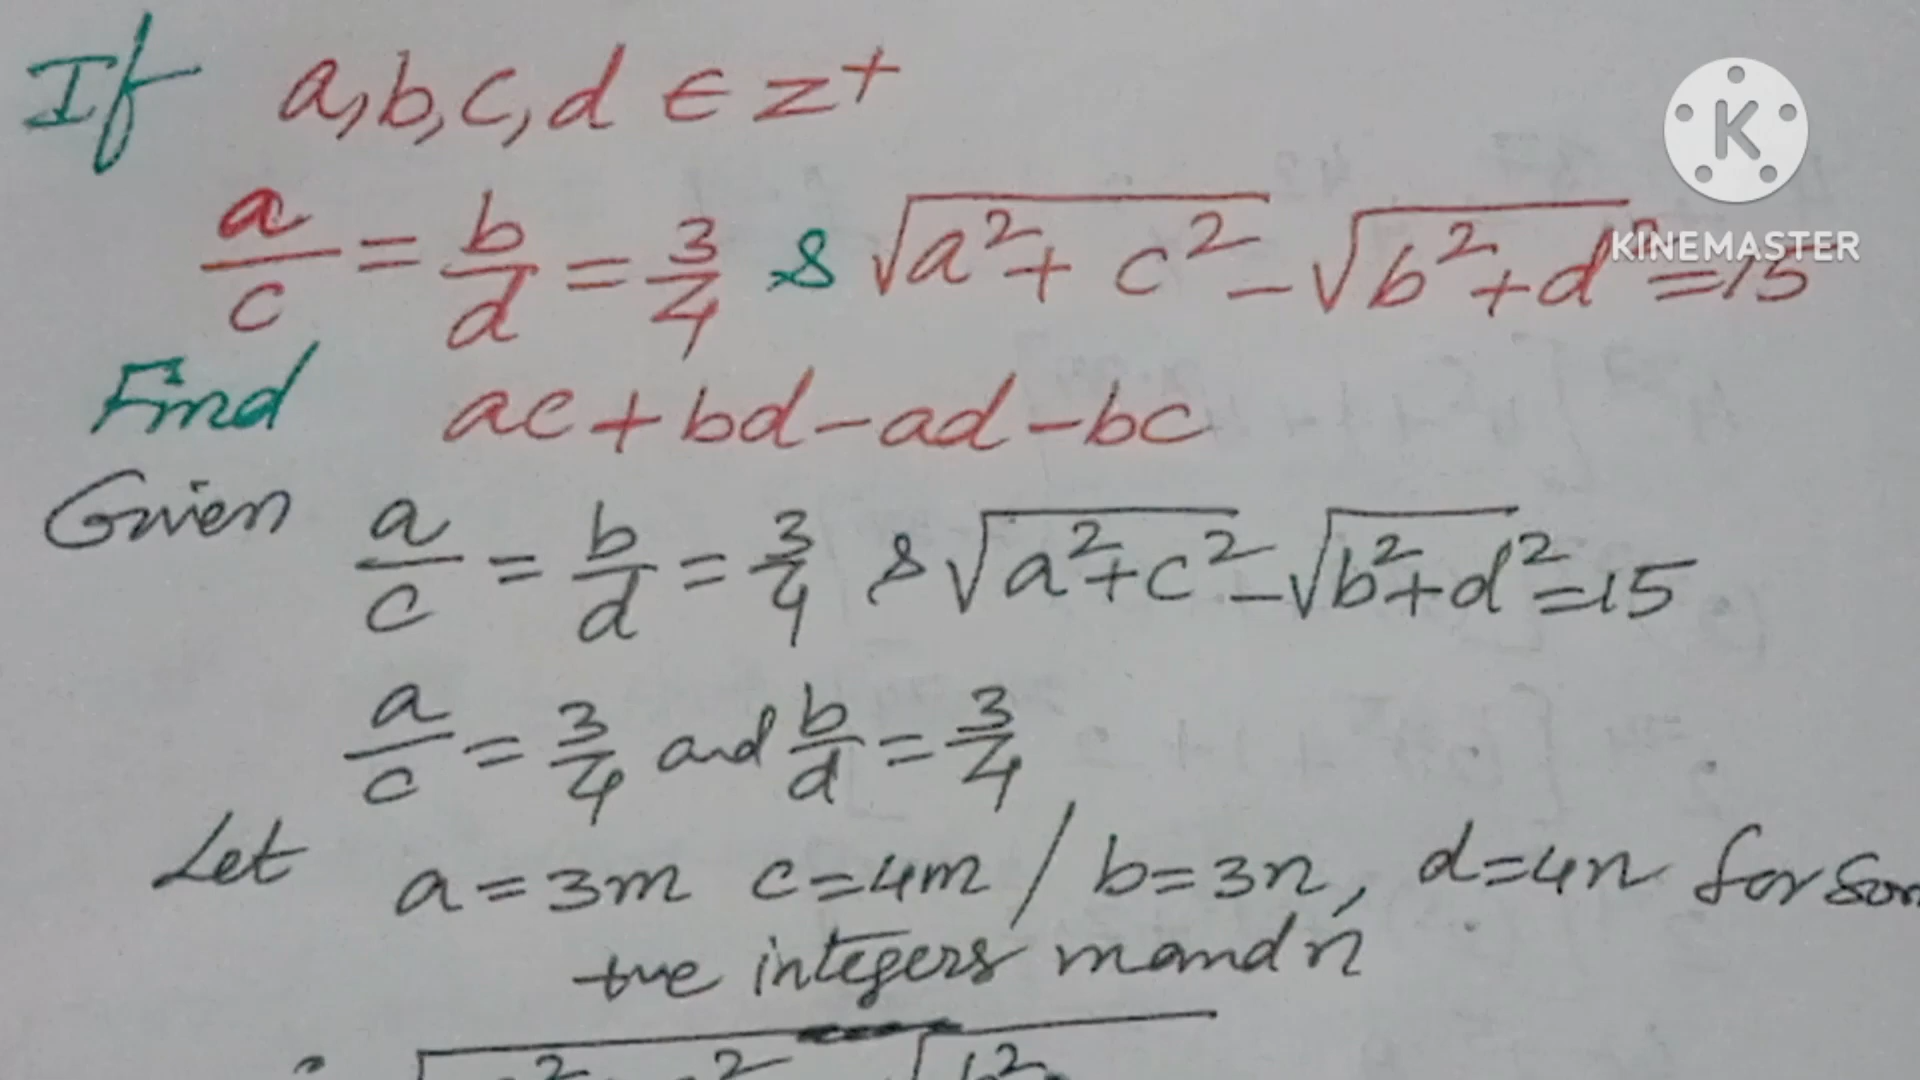 If a, b, c, d ∈ Z⁺
a/c = b/d = 3/4 & √(a² + c²) - √(b² + d²) = 15
KINEMASTER
Find ac + bd - ad - bc
Given a/c = b/d = 3/4 & √(a² + c²) - √(b² + d²) = 15
a/c = 3/4 and b/d = 3/4
Let a = 3m c = 4m / b = 3n, d = 4n for
+ve integers m and n